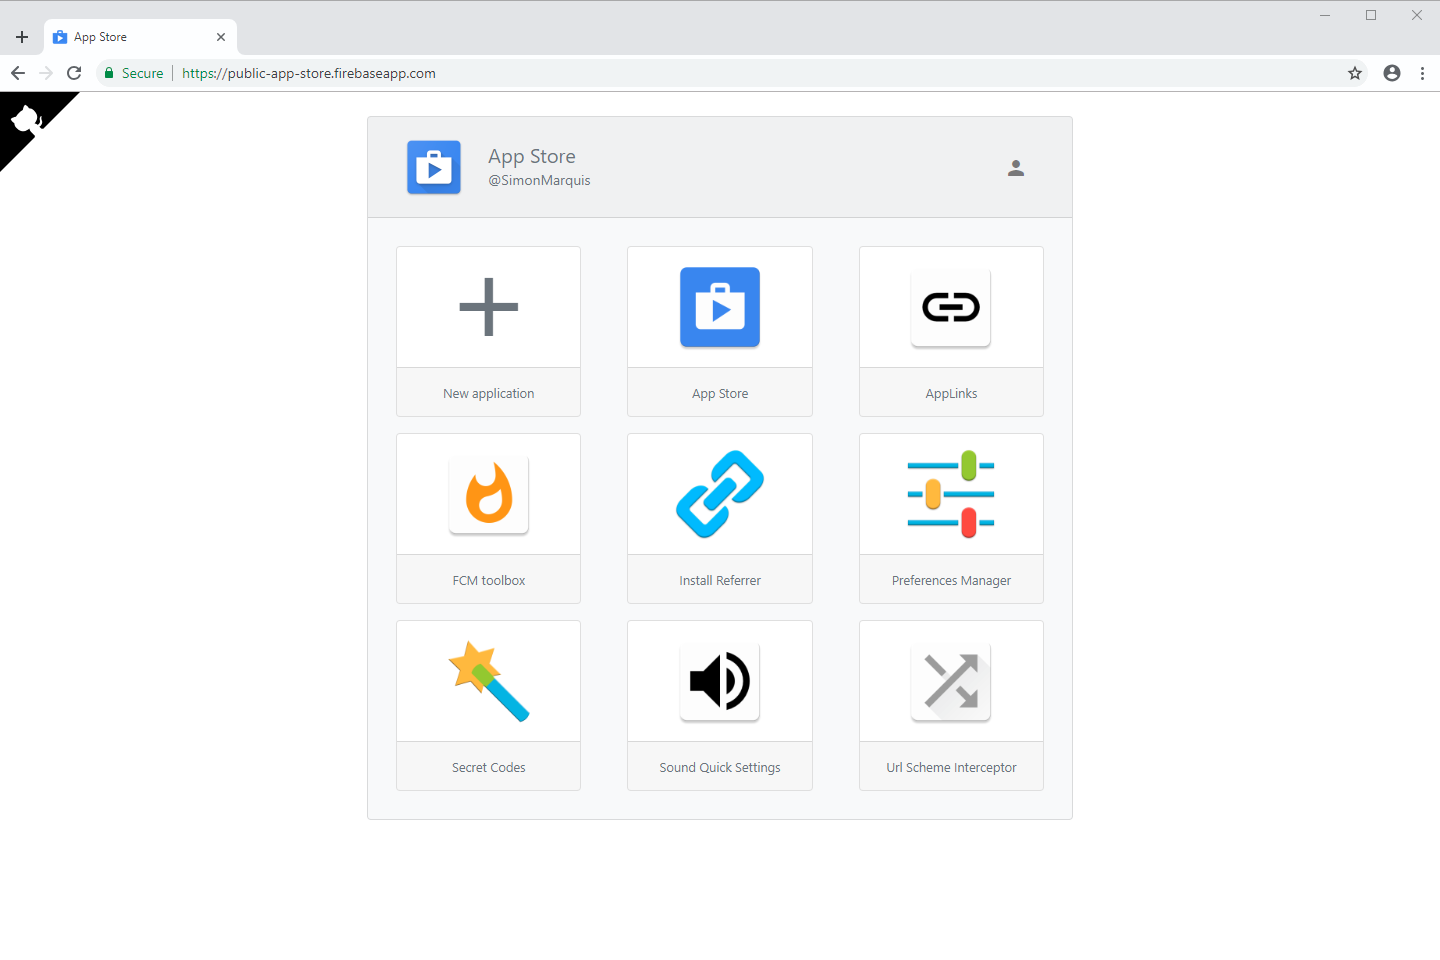 App Store
Secure
https://public-app-store.firebaseapp.com
App Store
@SimonMarquis
New application
App Store
AppLinks
FCM toolbox
Install Referrer
Preferences Manager
Secret Codes
Sound Quick Settings
Url Scheme Interceptor